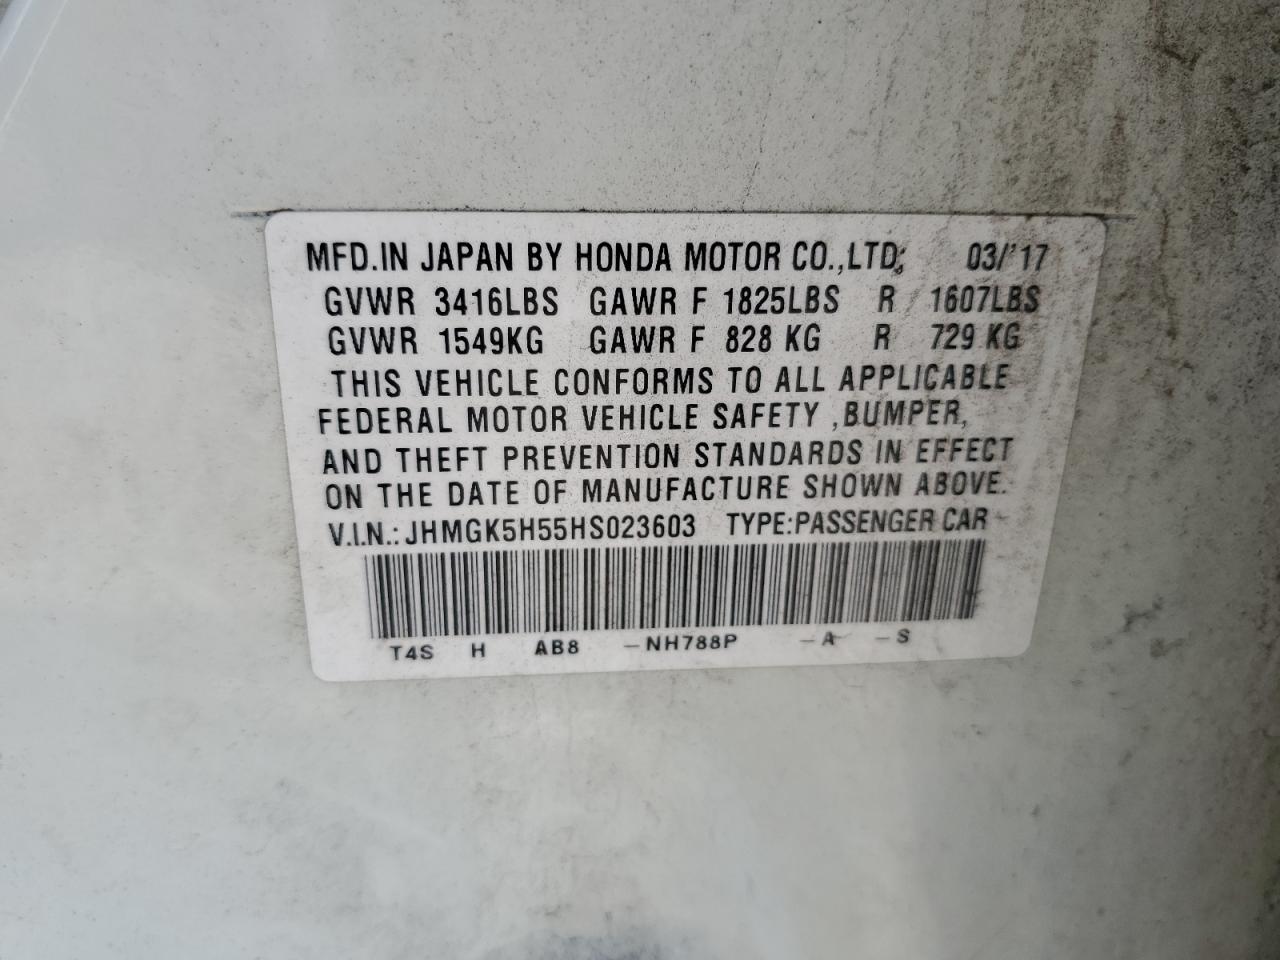 MFD.IN JAPAN BY HONDA MOTOR CO.,LTD; 03/'17
GVWR 3416LBS GAWR F 1825LBS R 1607LBS
GVWR 1549KG GAWR F 828 KG R 729 KG
THIS VEHICLE CONFORMS TO ALL APPLICABLE
FEDERAL MOTOR VEHICLE SAFETY ,BUMPER,
AND THEFT PREVENTION STANDARDS IN EFFECT
ON THE DATE OF MANUFACTURE SHOWN ABOVE.
V.I.N.: JHMGK5H55HS023603 TYPE:PASSENGER CAR
T4S H AB8 -NH788P -A -S